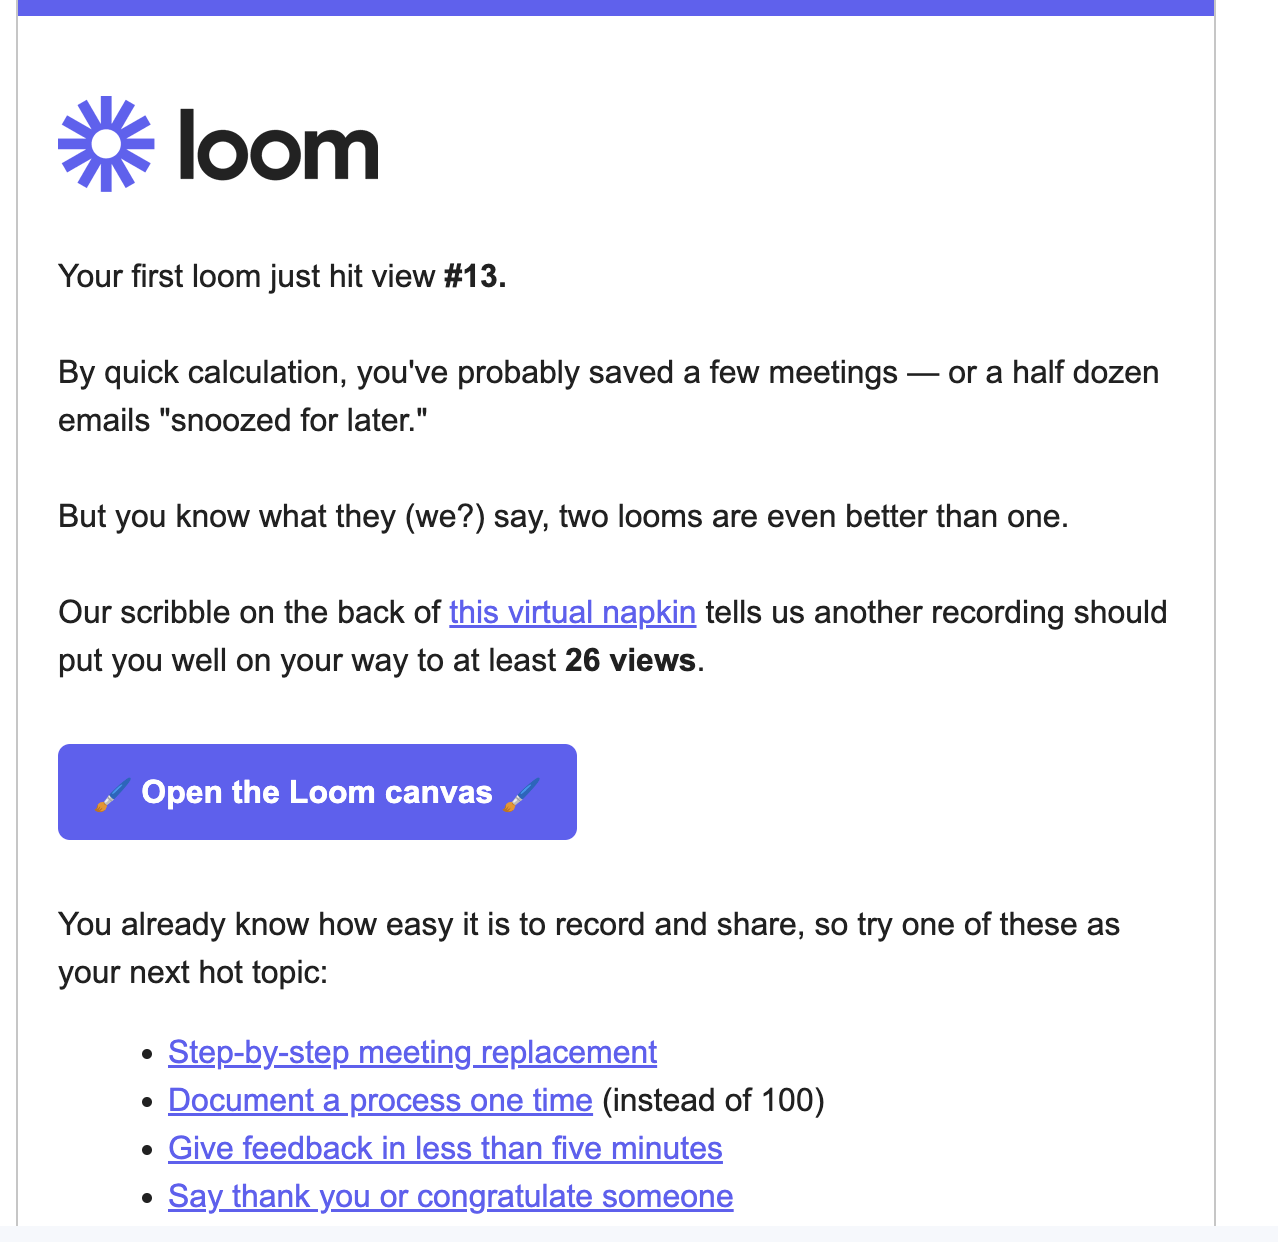 loom
Your first loom just hit view #13.
By quick calculation, you've probably saved a few meetings — or a half dozen
emails "snoozed for later."
But you know what they (we?) say, two looms are even better than one.
Our scribble on the back of this virtual napkin tells us another recording should
put you well on your way to at least 26 views.
🖌️ Open the Loom canvas 🖌️
You already know how easy it is to record and share, so try one of these as
your next hot topic:
• Step-by-step meeting replacement
• Document a process one time (instead of 100)
• Give feedback in less than five minutes
• Say thank you or congratulate someone